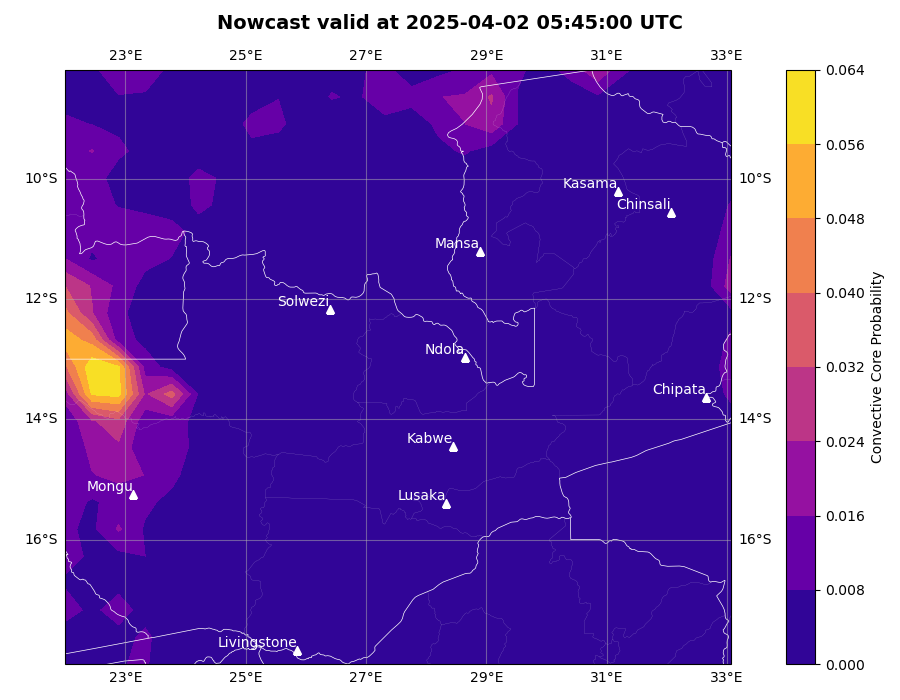 Nowcast valid at 2025-04-02 05:45:00 UTC
23°E 25°E 27°E 29°E 31°E 33°E
0.064
0.056
10°S 10°S
Kasama
Chinsali
0.048
Mansa
0.040
12°S 12°S
Solwezi
Ndola
0.032
Chipata
14°S 14°S
Kabwe
0.024
Mongu
Lusaka
0.016
16°S 16°S
0.008
Livingstone
0.000
23°E 25°E 27°E 29°E 31°E 33°E
Convective Core Probability